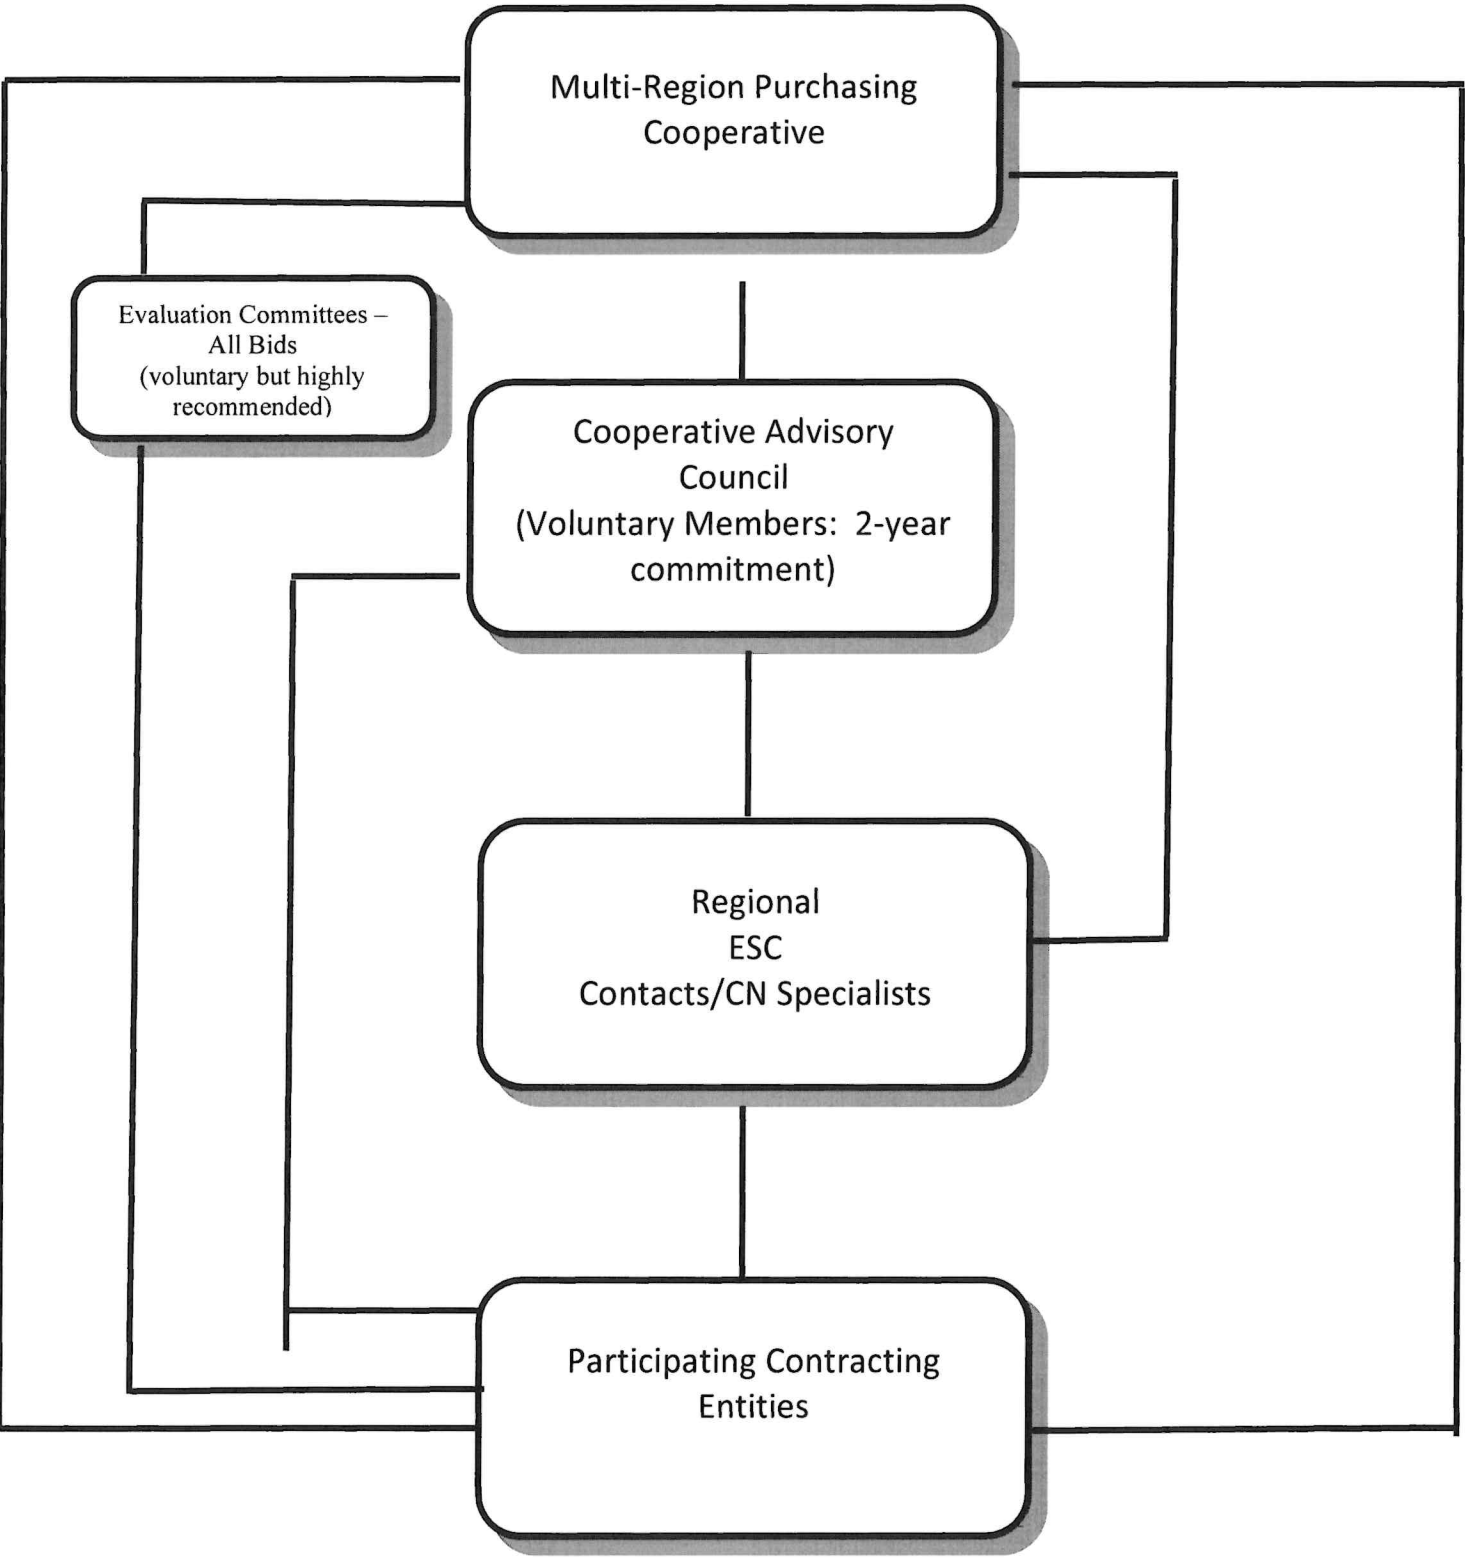 Multi-Region Purchasing
Cooperative
Evaluation Committees –
All Bids
(voluntary but highly
recommended)
Cooperative Advisory
Council
(Voluntary Members:  2-year
commitment)
Regional
ESC
Contacts/CN Specialists
Participating Contracting
Entities